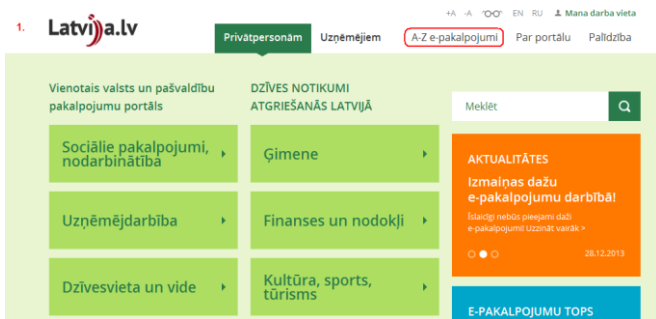 +A -A EN RU Mana darba vieta
1. Latvija.lv
Privātpersonām Uzņēmējiem A-Z e-pakalpojumi Par portālu Palīdzība
Vienotais valsts un pašvaldību
pakalpojumu portāls
DZĪVES NOTIKUMI
ATGRIEŠANĀS LATVIJĀ
Meklēt
Sociālie pakalpojumi,
nodarbinātība
Ģimene
Uzņēmējdarbība
Finanses un nodokļi
Dzīvesvieta un vide
Kultūra, sports,
tūrisms
AKTUALITĀTES
Izmaiņas dažu
e-pakalpojumu darbībā!
Īslaicīgi nebūs pieejami daži
e-pakalpojumi! Uzzināt vairāk >
28.12.2013
E-PAKALPOJUMU TOPS